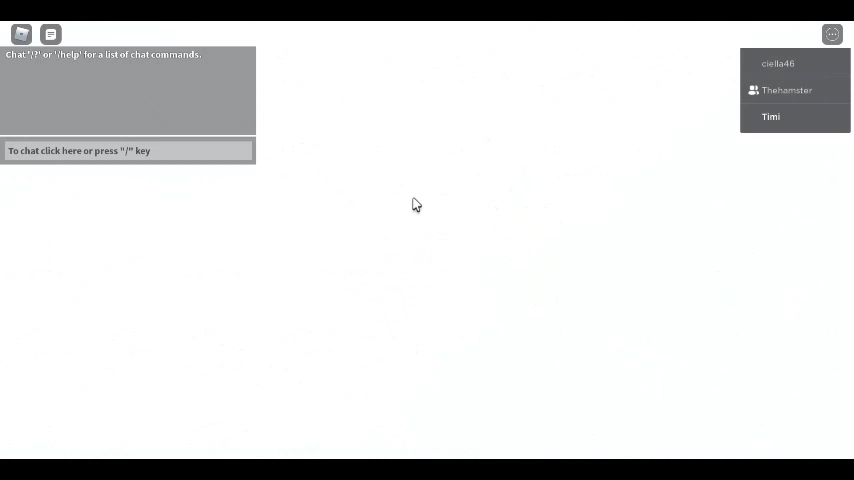 Chat '/?' or '/help' for a list of chat commands.
To chat click here or press "/" key
ciella46
Thehamster
Timi